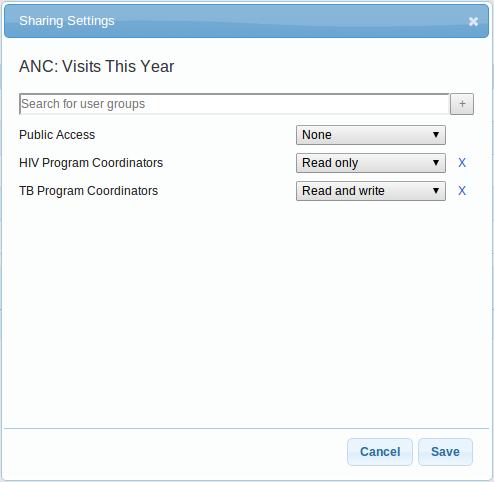 Sharing Settings ×
ANC: Visits This Year
Search for user groups +
Public Access None
HIV Program Coordinators Read only X
TB Program Coordinators Read and write X
Cancel Save